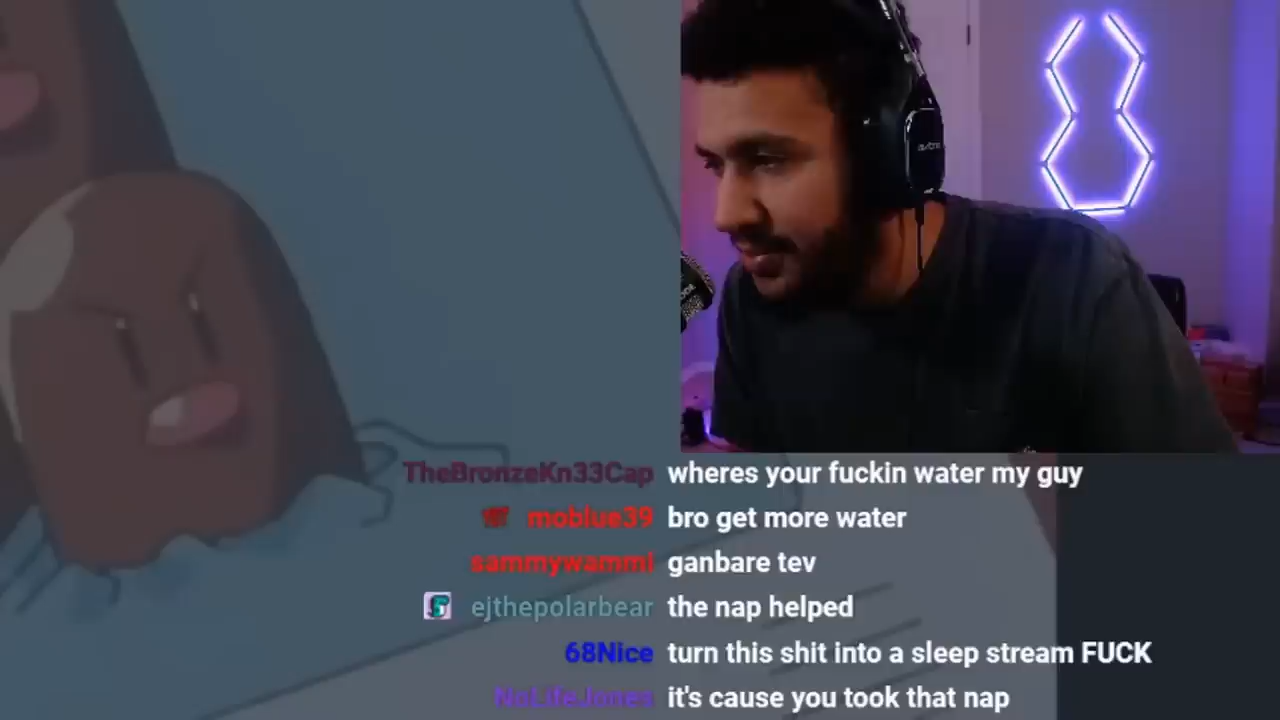 TheBronzeKn33Cap wheres your fuckin water my guy
moblue39 bro get more water
sammywammi ganbare tev
ejthepolarbear the nap helped
68Nice turn this shit into a sleep stream FUCK
NoLifeJones it's cause you took that nap